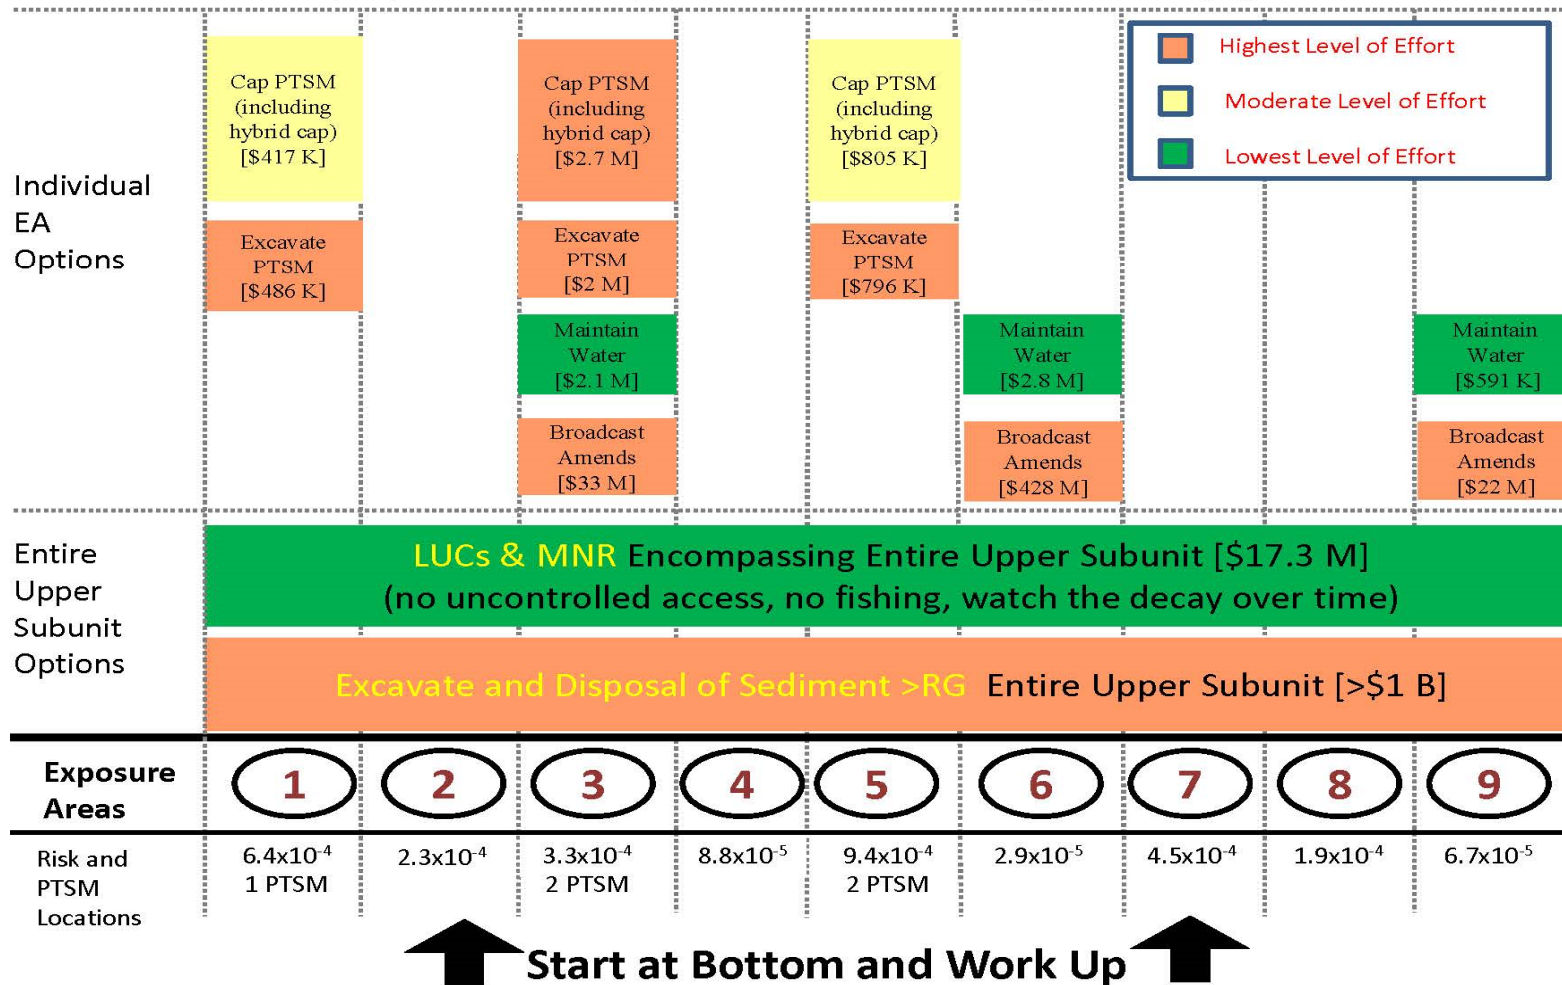 Highest Level of Effort
Moderate Level of Effort
Lowest Level of Effort
Individual
EA
Options
Cap PTSM
(including
hybrid cap)
[$417 K]
Cap PTSM
(including
hybrid cap)
[$2.7 M]
Cap PTSM
(including
hybrid cap)
[$805 K]
Excavate
PTSM
[$486 K]
Excavate
PTSM
[$2 M]
Excavate
PTSM
[$796 K]
Maintain
Water
[$2.1 M]
Maintain
Water
[$2.8 M]
Maintain
Water
[$591 K]
Broadcast
Amends
[$33 M]
Broadcast
Amends
[$428 M]
Broadcast
Amends
[$22 M]
Entire
Upper
Subunit
Options
LUCs & MNR Encompassing Entire Upper Subunit [$17.3 M]
(no uncontrolled access, no fishing, watch the decay over time)
Excavate and Disposal of Sediment >RG Entire Upper Subunit [>$1 B]
Exposure
Areas
1 2 3 4 5 6 7 8 9
Risk and
PTSM
Locations
6.4x10⁻⁴
1 PTSM
2.3x10⁻⁴
3.3x10⁻⁴
2 PTSM
8.8x10⁻⁵
9.4x10⁻⁴
2 PTSM
2.9x10⁻⁵
4.5x10⁻⁴
1.9x10⁻⁴
6.7x10⁻⁵
Start at Bottom and Work Up